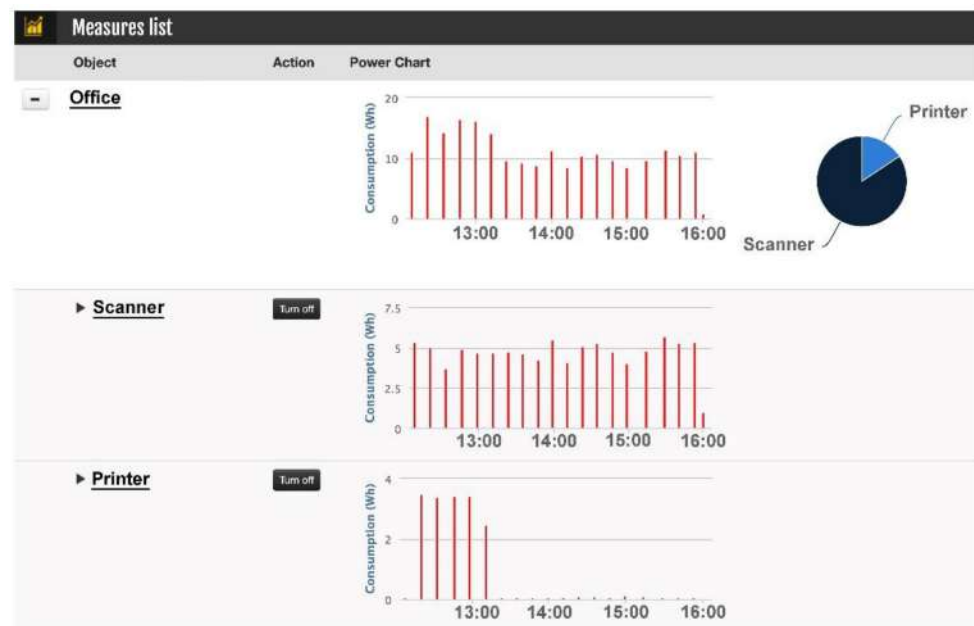 Measures list
Object Action Power Chart
− Office
Consumption (Wh)
20
10
0
13:00 14:00 15:00 16:00
Printer
Scanner
Scanner
Turn off
Consumption (Wh)
7.5
5
2.5
0
13:00 14:00 15:00 16:00
Printer
Turn off
Consumption (Wh)
4
2
0
13:00 14:00 15:00 16:00